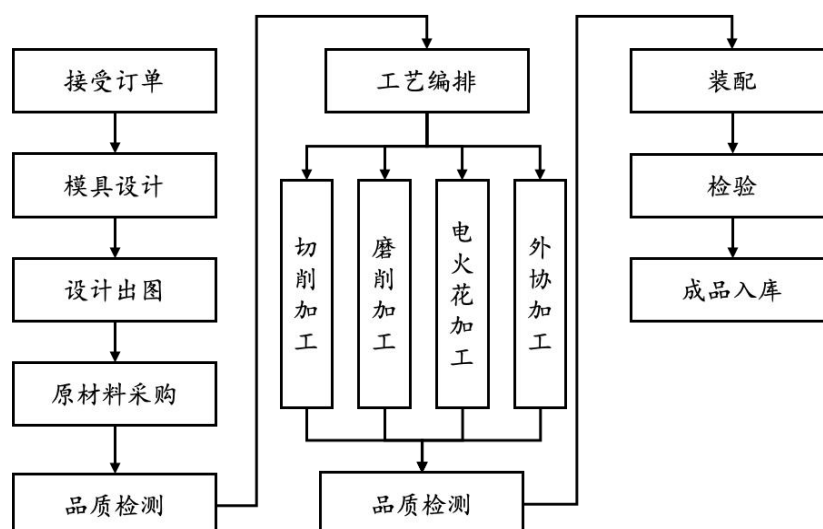 接受订单
模具设计
设计出图
原材料采购
品质检测
工艺编排
切削加工
磨削加工
电火花加工
外协加工
品质检测
装配
检验
成品入库